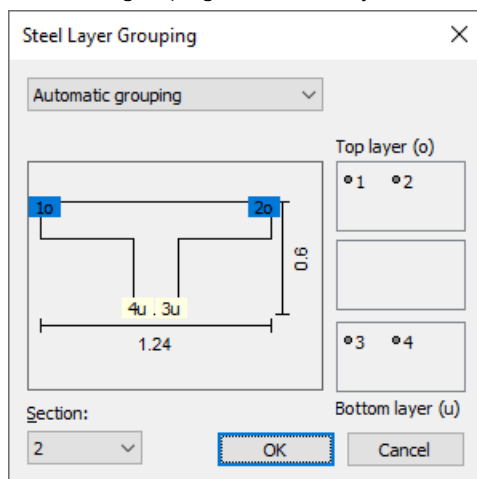 Steel Layer Grouping
Automatic grouping
Top layer (o)
1 2
1o 2o
0.6
4u 3u
1.24
3 4
Section:
Bottom layer (u)
2
OK
Cancel